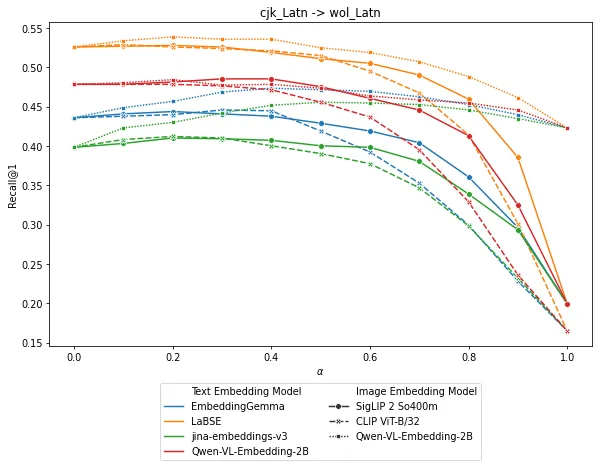 cjk_Latn -> wol_Latn
0.55
0.50
0.45
0.40
0.35
0.30
0.25
0.20
0.15
Recall@1
0.0 0.2 0.4 0.6 0.8 1.0
α
Text Embedding Model Image Embedding Model
EmbeddingGemma SigLIP 2 So400m
LaBSE CLIP ViT-B/32
jina-embeddings-v3 Qwen-VL-Embedding-2B
Qwen-VL-Embedding-2B